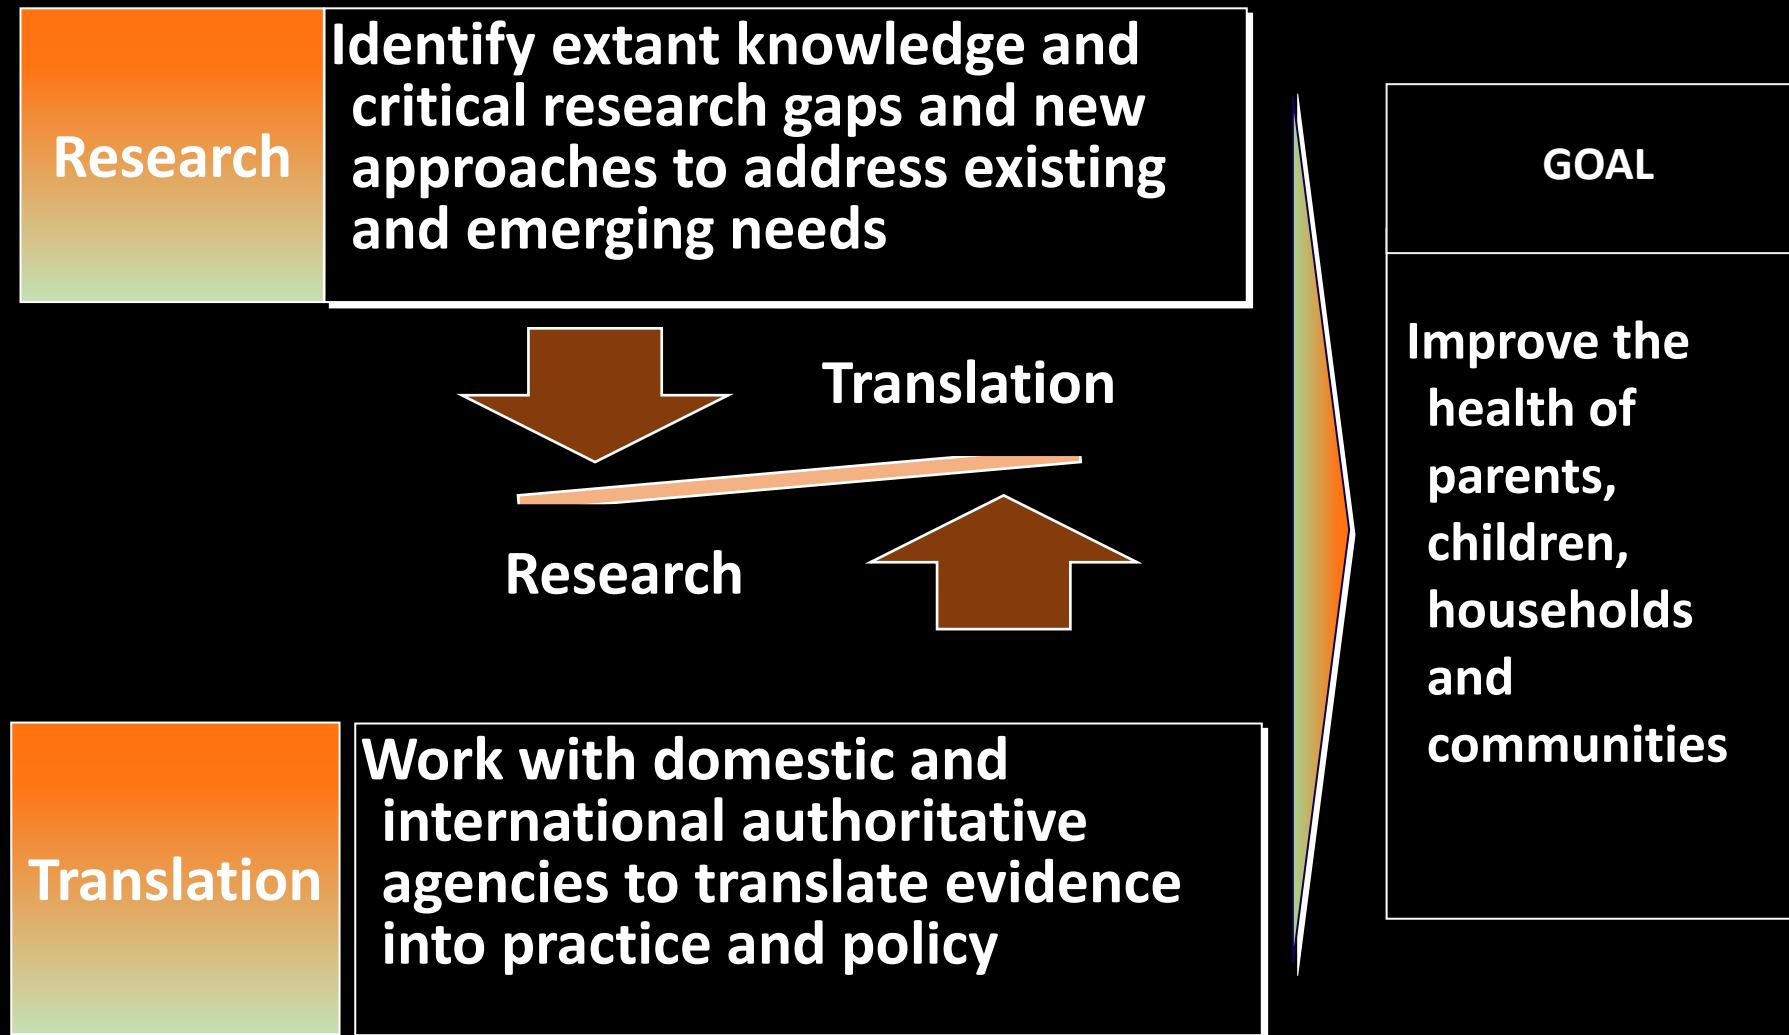 Research
Identify extant knowledge and
critical research gaps and new
approaches to address existing
and emerging needs
Translation
Research
Translation
Work with domestic and
international authoritative
agencies to translate evidence
into practice and policy
GOAL
Improve the
health of
parents,
children,
households
and
communities